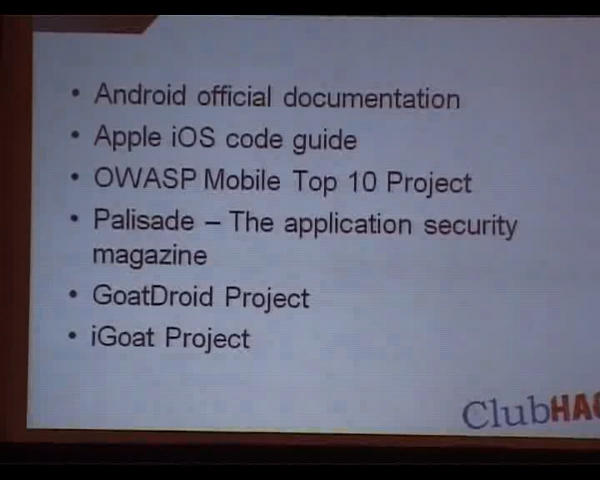 • Android official documentation
• Apple iOS code guide
• OWASP Mobile Top 10 Project
• Palisade – The application security
magazine
• GoatDroid Project
• iGoat Project
ClubHAC